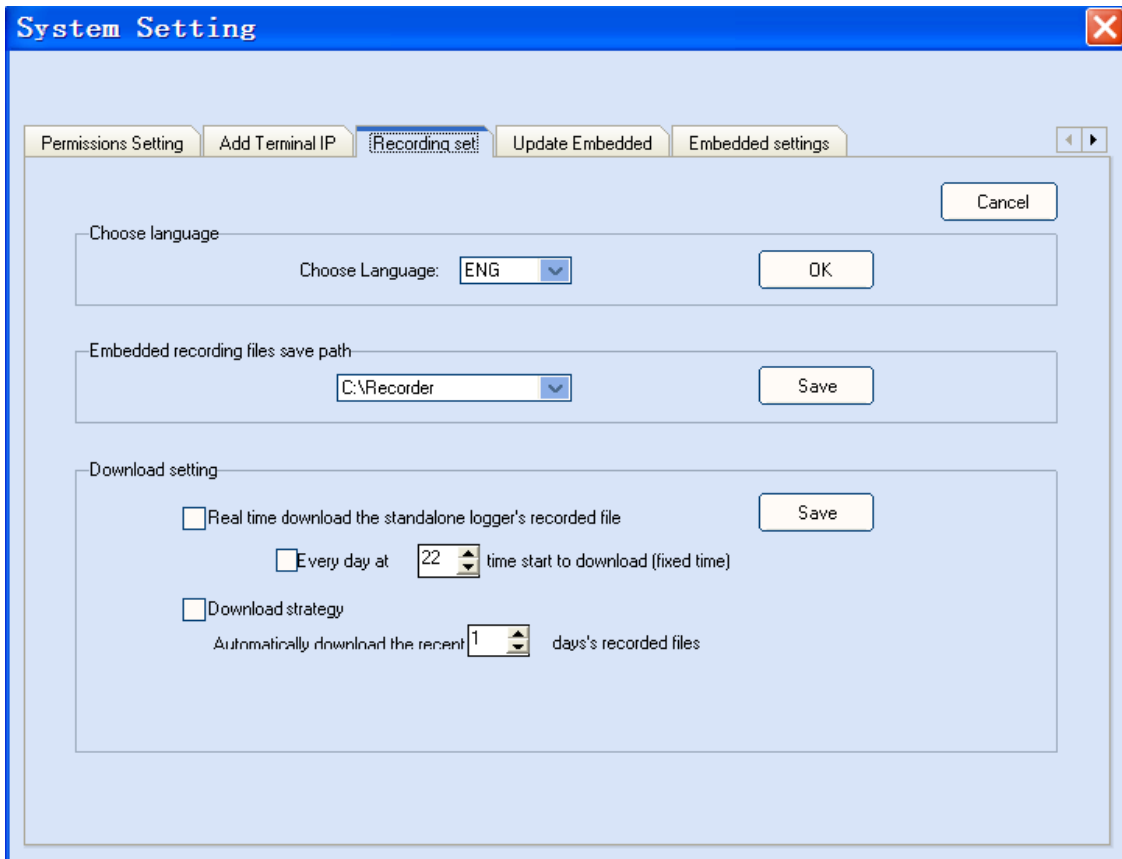 System Setting
Permissions Setting Add Terminal IP Recording set Update Embedded Embedded settings
Cancel
Choose language
Choose Language: ENG OK
Embedded recording files save path
C:\Recorder Save
Download setting
Real time download the standalone logger's recorded file Save
Every day at 22 time start to download (fixed time)
Download strategy
Automatically download the recent 1 days's recorded files